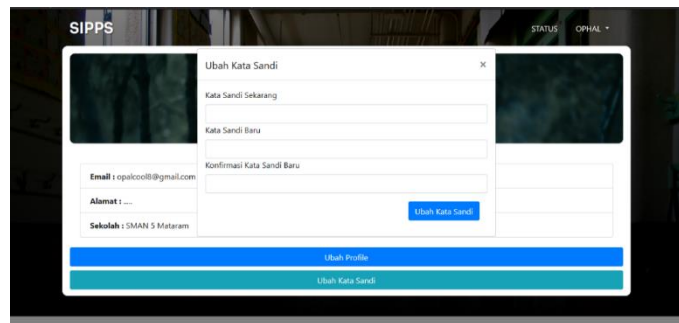 SIPPS
STATUS OPHAL
Ubah Kata Sandi ×
Kata Sandi Sekarang
Kata Sandi Baru
Konfirmasi Kata Sandi Baru
Ubah Kata Sandi
Email : opalcool8@gmail.com
Alamat : ....
Sekolah : SMAN 5 Mataram
Ubah Profile
Ubah Kata Sandi